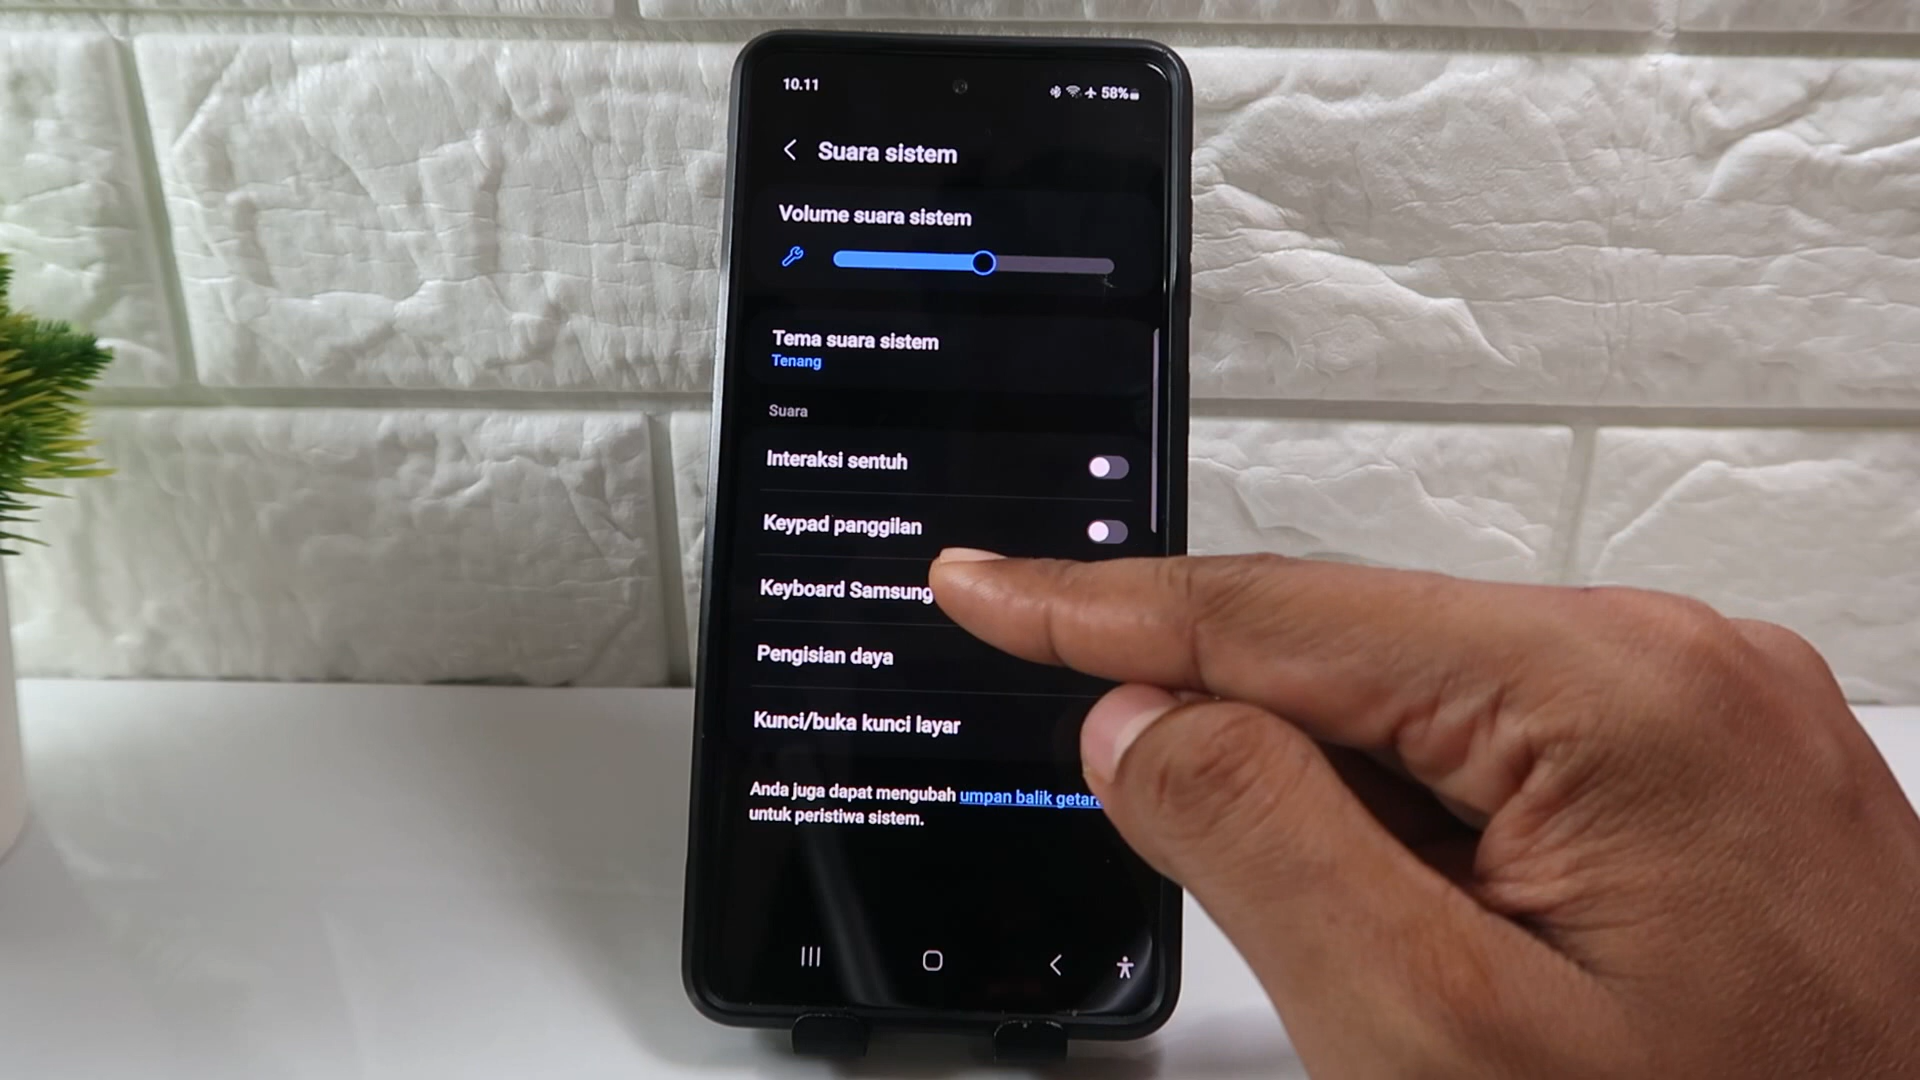 10.11
58%
Suara sistem
Volume suara sistem
Tema suara sistem
Tenang
Suara
Interaksi sentuh
Keypad panggilan
Keyboard Samsung
Pengisian daya
Kunci/buka kunci layar
Anda juga dapat mengubah umpan balik
untuk peristiwa sistem.